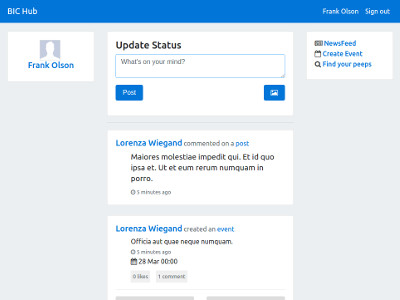 BIC Hub
Frank Olson Sign out
Frank Olson
Update Status
What's on your mind?
Post
NewsFeed
Create Event
Find your peeps
Lorenza Wiegand commented on a post
Maiores molestiae impedit qui. Et id quo
ipsa et. Ut et eum rerum numquam in
porro.
5 minutes ago
Lorenza Wiegand created an event
Officia aut quae neque numquam.
5 minutes ago
28 Mar 00:00
0 likes 1 comment